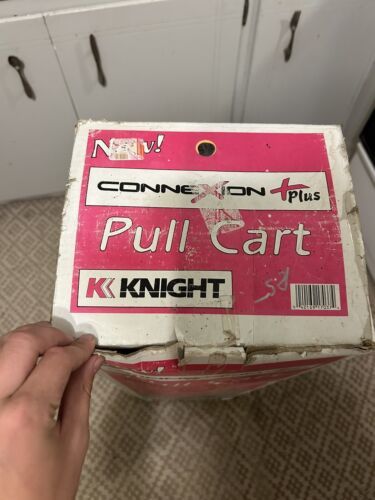 New!
CONNEXION +Plus
Pull Cart
K KNIGHT